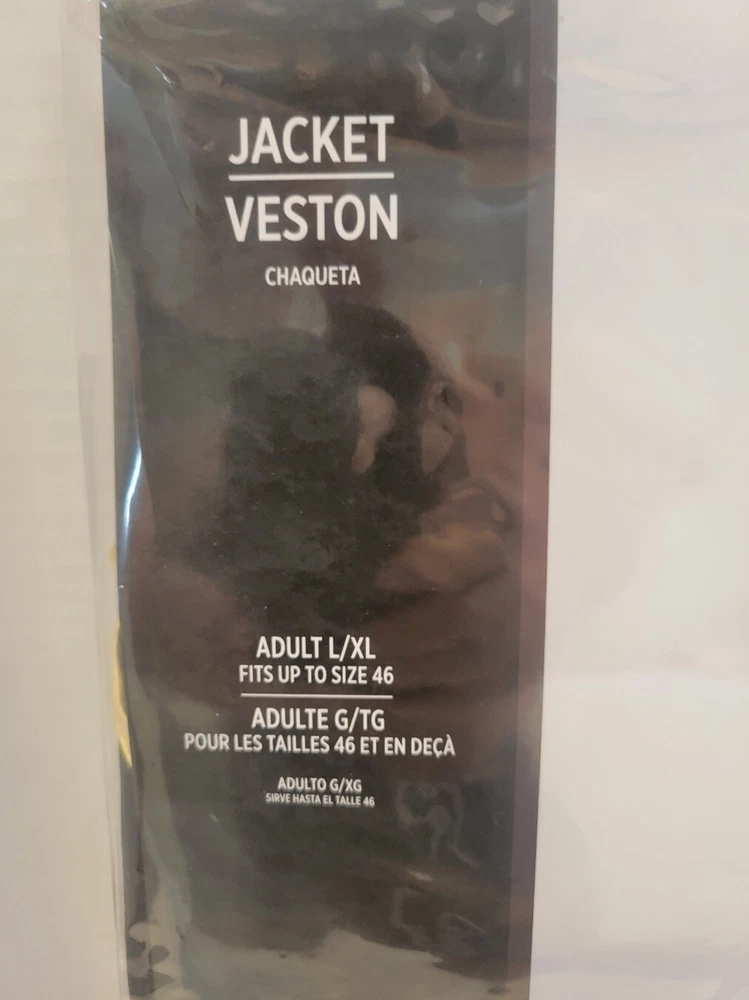 JACKET
VESTON
CHAQUETA
ADULT L/XL
FITS UP TO SIZE 46
ADULTE G/TG
POUR LES TAILLES 46 ET EN DEÇÀ
ADULTO G/XG
SIRVE HASTA EL TALLE 46